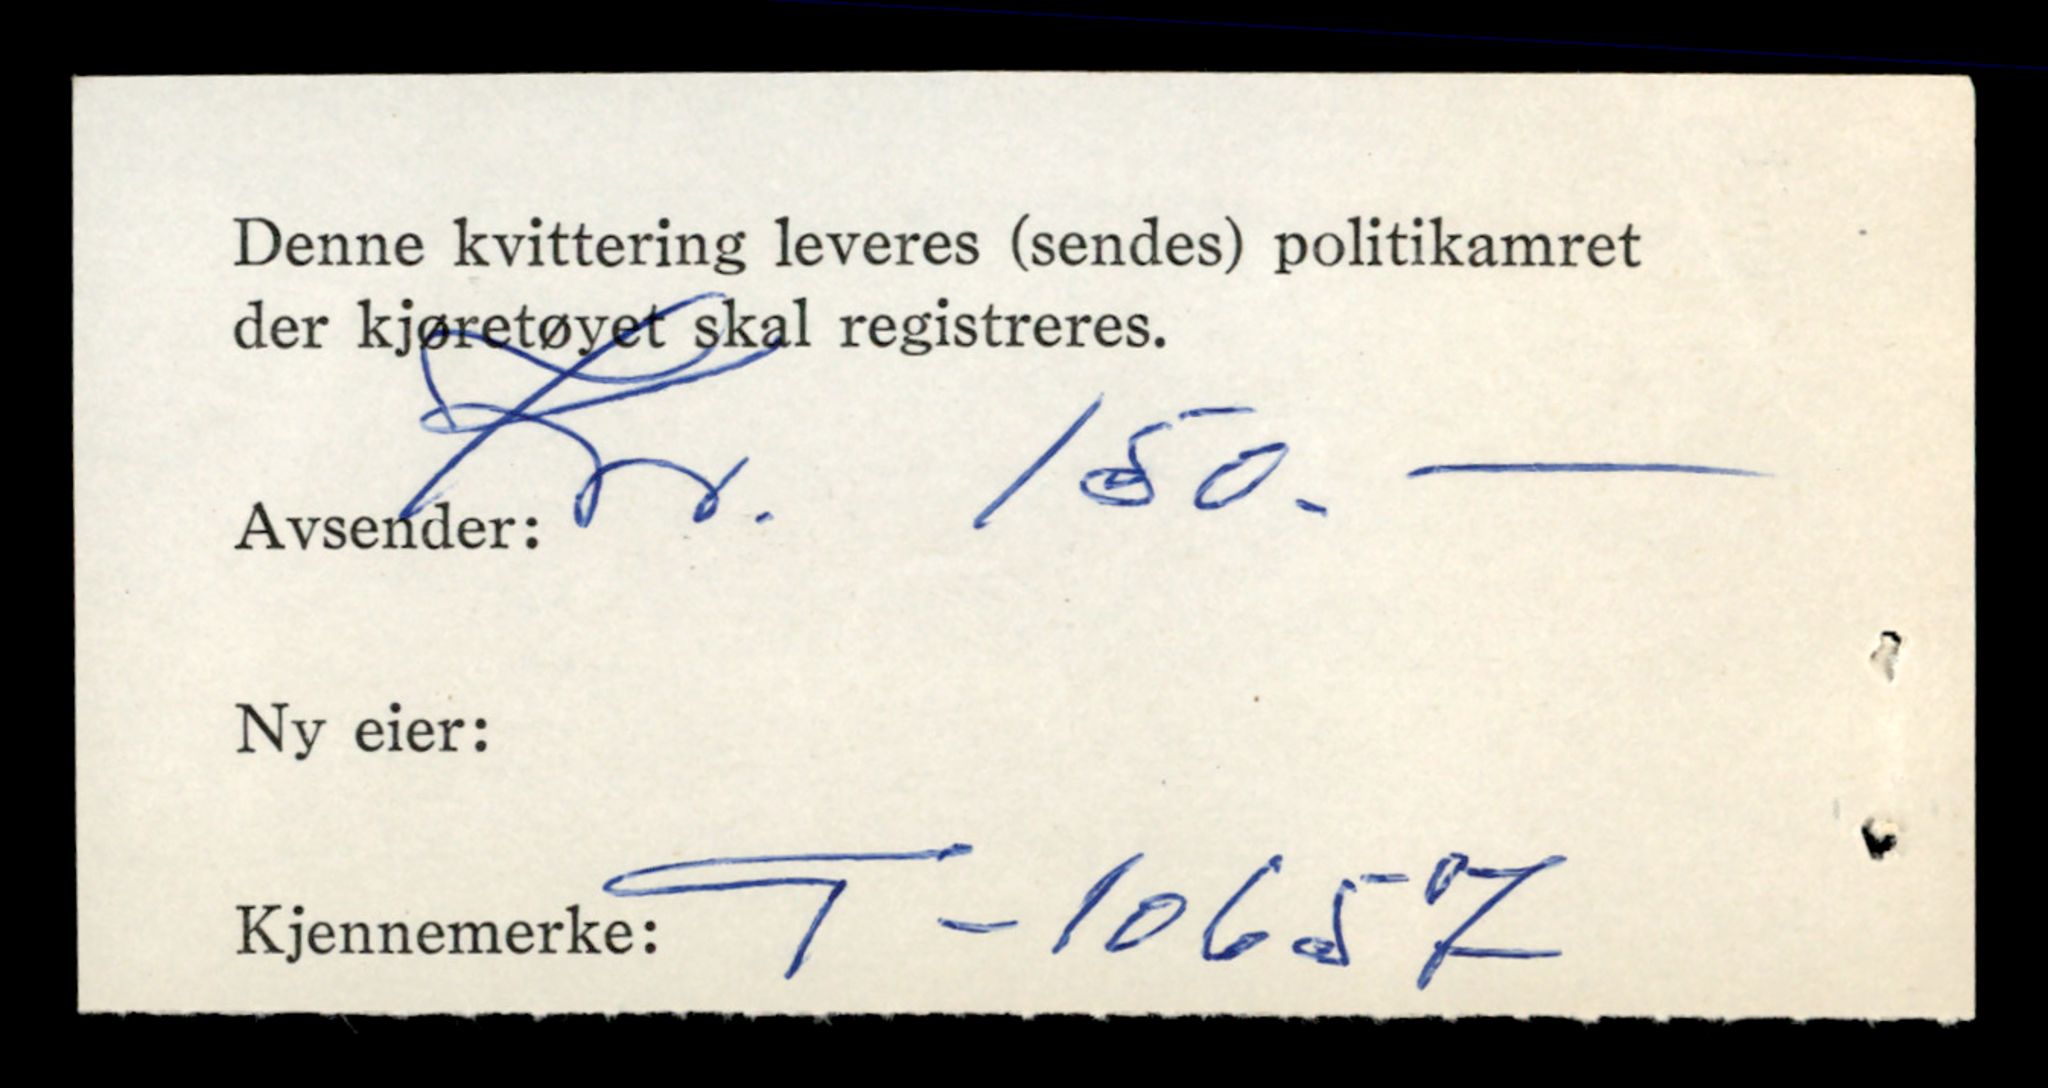 Denne kvittering leveres (sendes) politikamret
der kjøretøyet skal registreres.
Kr. 150.—
Avsender:
Ny eier:
Kjennemerke: T-10657